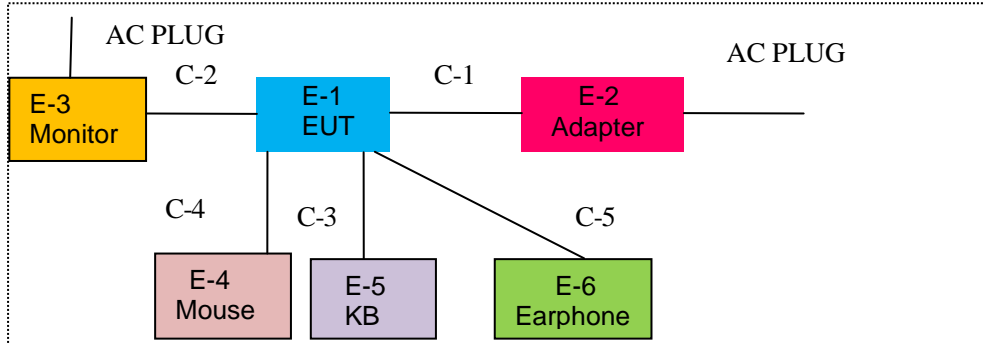 AC PLUG
AC PLUG
C-2
C-1
E-3
Monitor
E-1
EUT
E-2
Adapter
C-4
C-3
C-5
E-4
Mouse
E-5
KB
E-6
Earphone